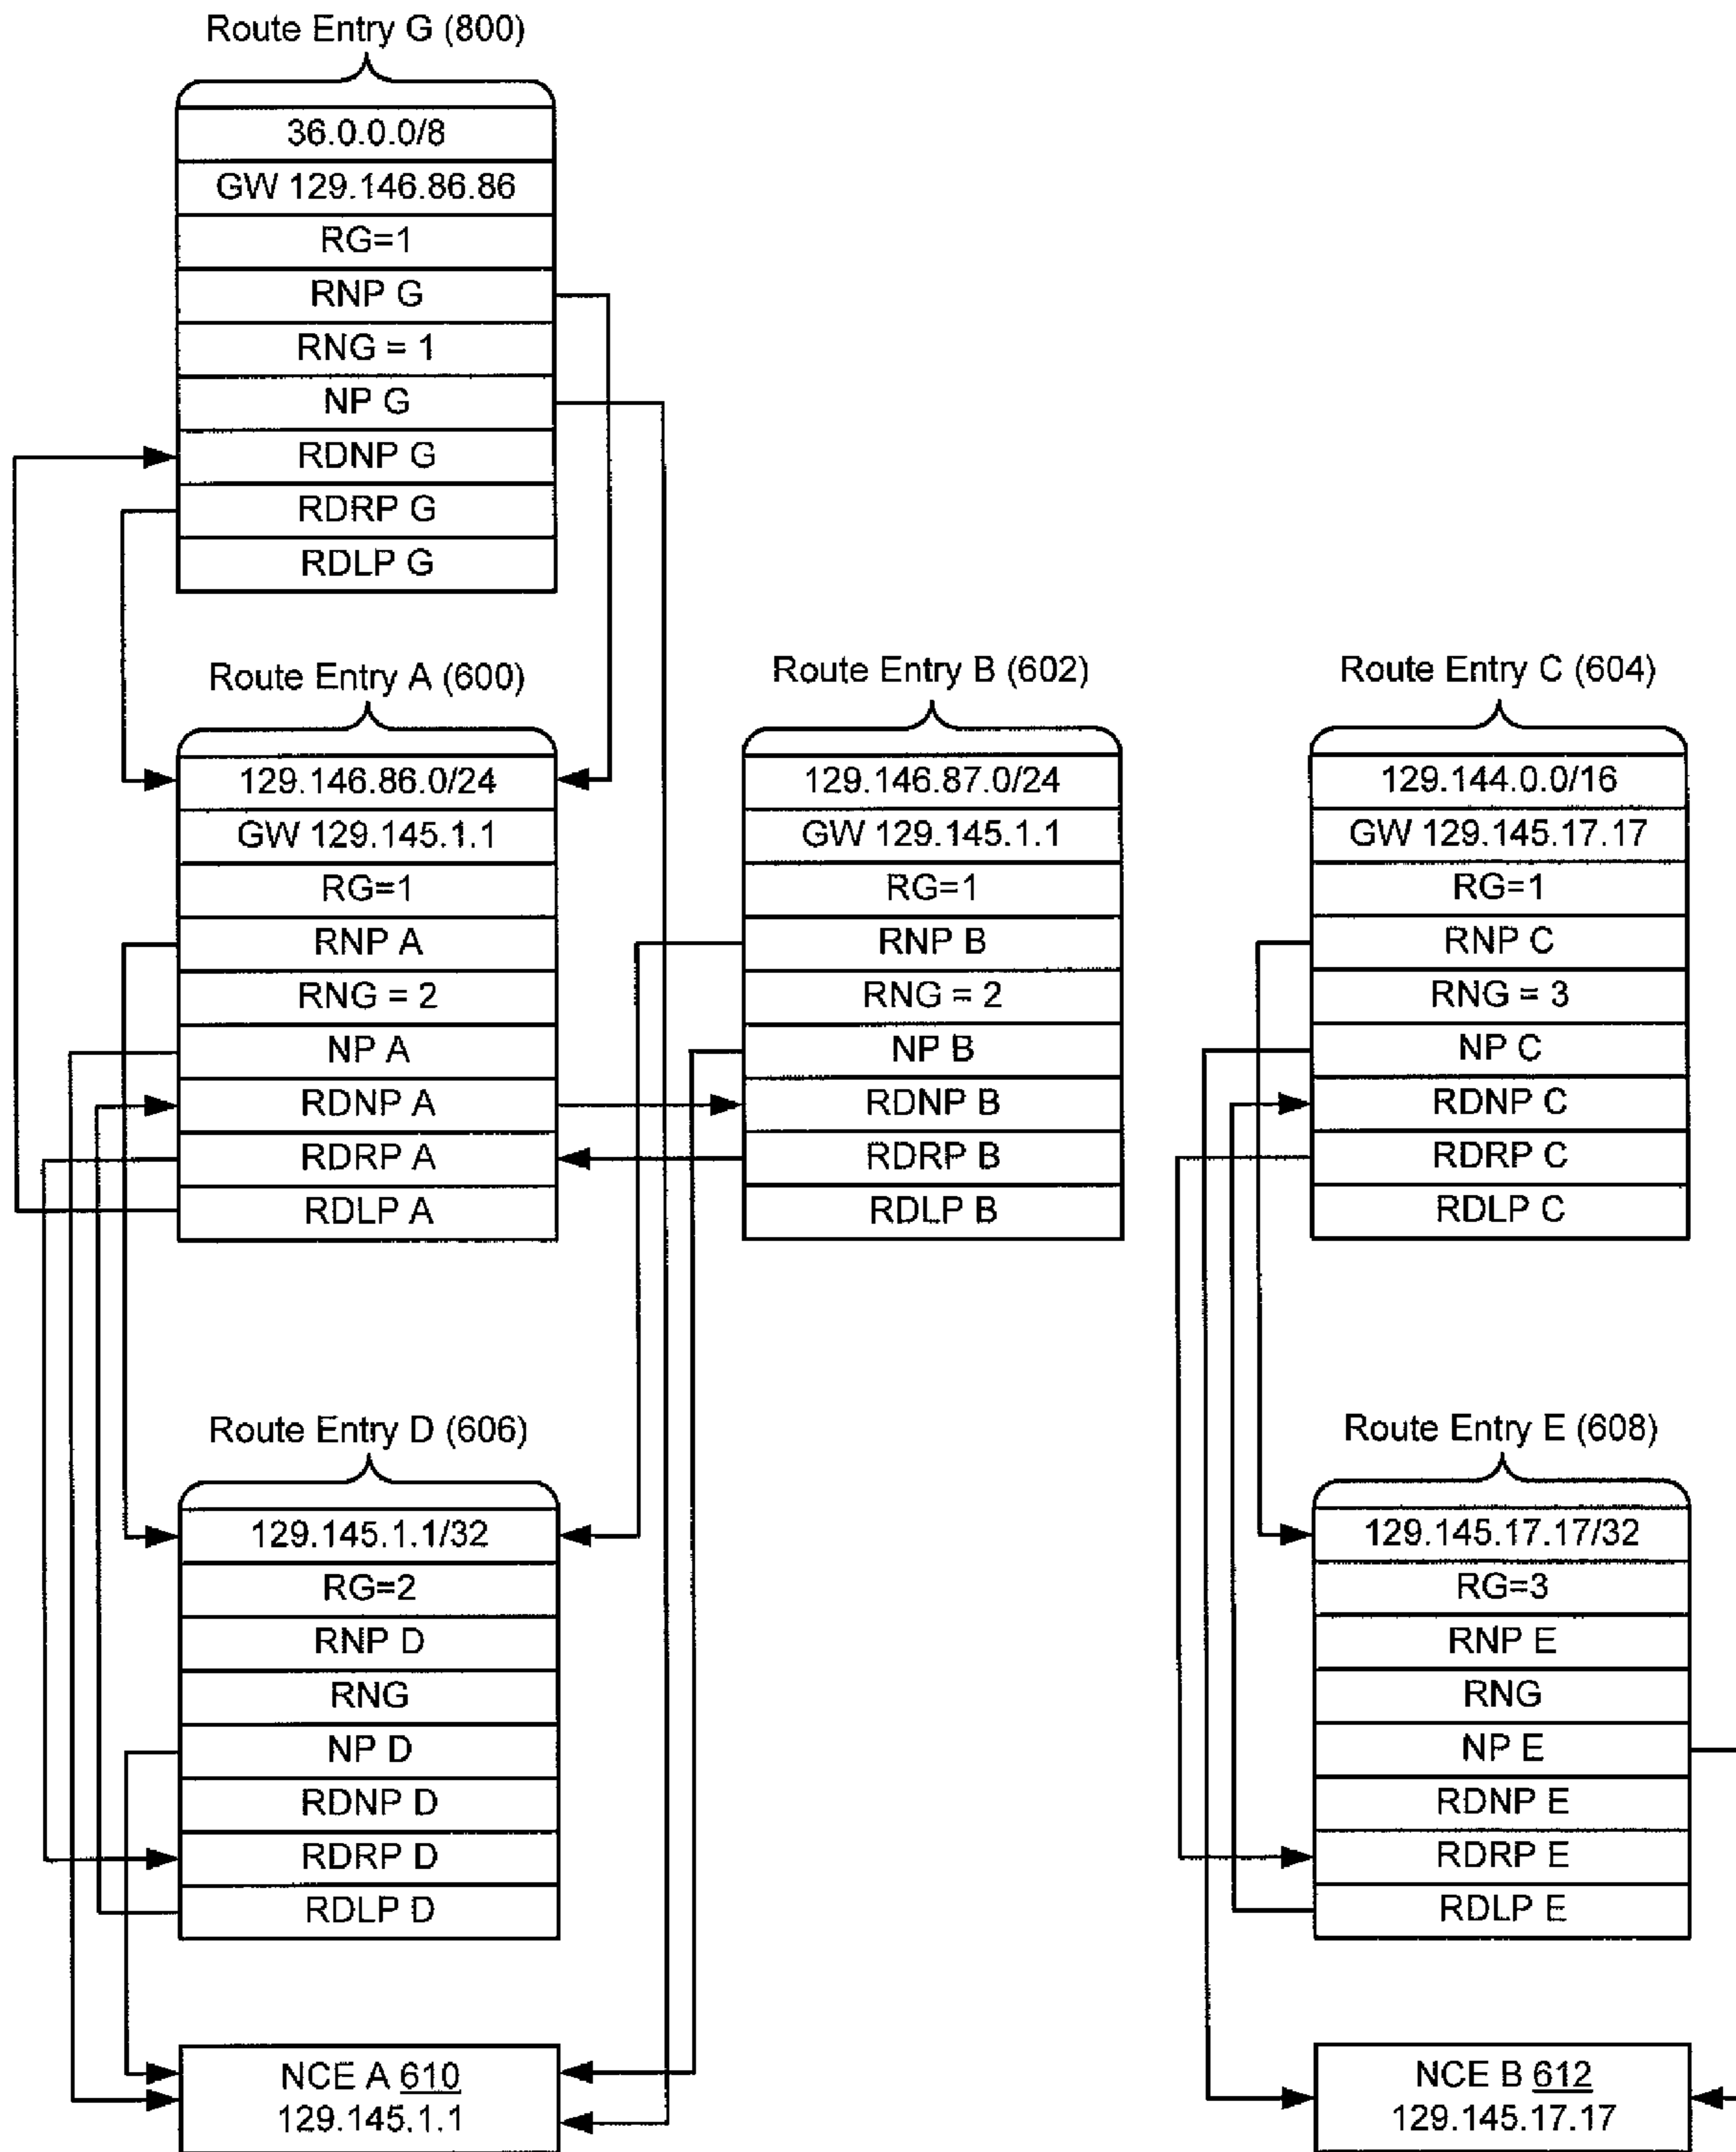 Route Entry G (800)
36.0.0.0/8
GW 129.146.86.86
RG=1
RNP G
RNG = 1
NP G
RDNP G
RDRP G
RDLP G
Route Entry A (600)
129.146.86.0/24
GW 129.145.1.1
RG=1
RNP A
RNG = 2
NP A
RDNP A
RDRP A
RDLP A
Route Entry B (602)
129.146.87.0/24
GW 129.145.1.1
RG=1
RNP B
RNG = 2
NP B
RDNP B
RDRP B
RDLP B
Route Entry C (604)
129.144.0.0/16
GW 129.145.17.17
RG=1
RNP C
RNG = 3
NP C
RDNP C
RDRP C
RDLP C
Route Entry D (606)
129.145.1.1/32
RG=2
RNP D
RNG
NP D
RDNP D
RDRP D
RDLP D
Route Entry E (608)
129.145.17.17/32
RG=3
RNP E
RNG
NP E
RDNP E
RDRP E
RDLP E
NCE A 610
129.145.1.1
NCE B 612
129.145.17.17